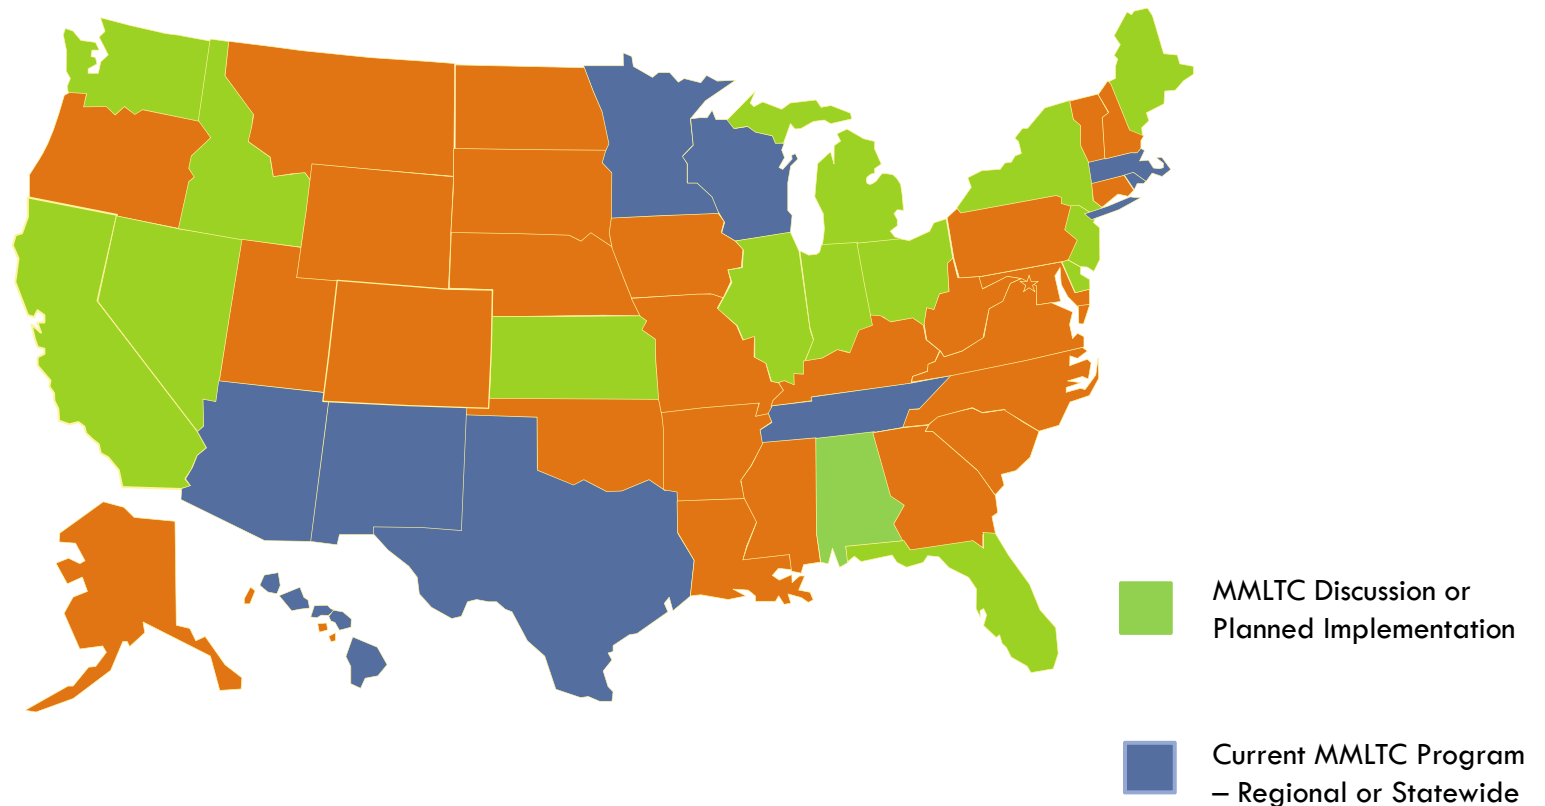 MMLTC Discussion or
Planned Implementation
Current MMLTC Program
– Regional or Statewide